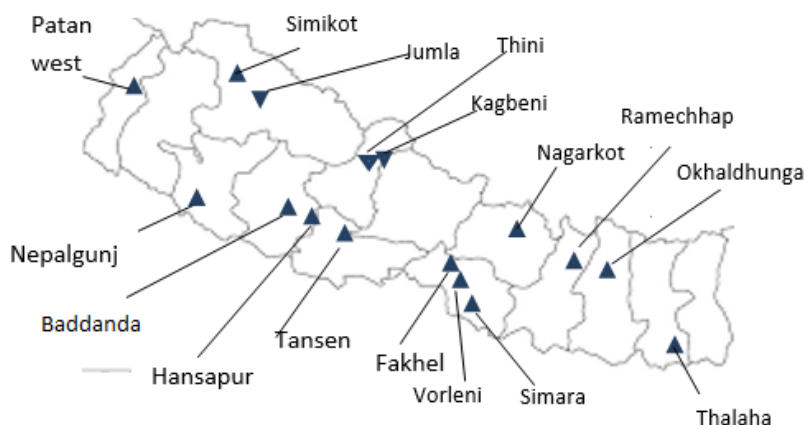 Patan
west
Simikot
Jumla
Thini
Kagbeni
Ramechhap
Nagarkot
Okhaldhunga
Nepalgunj
Baddanda
Tansen
Hansapur
Fakhel
Vorleni
Simara
Thalaha